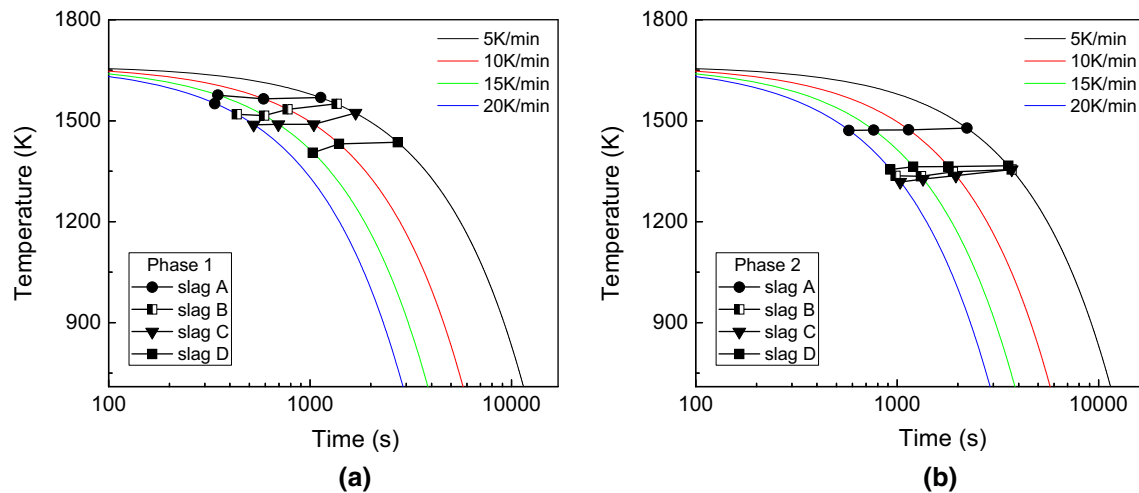 1800
1500
1200
900
Temperature (K)
5K/min
10K/min
15K/min
20K/min
Phase 1
slag A
slag B
slag C
slag D
100
1000
10000
Time (s)
(a)
1800
1500
1200
900
Temperature (K)
5K/min
10K/min
15K/min
20K/min
Phase 2
slag A
slag B
slag C
slag D
100
1000
10000
Time (s)
(b)